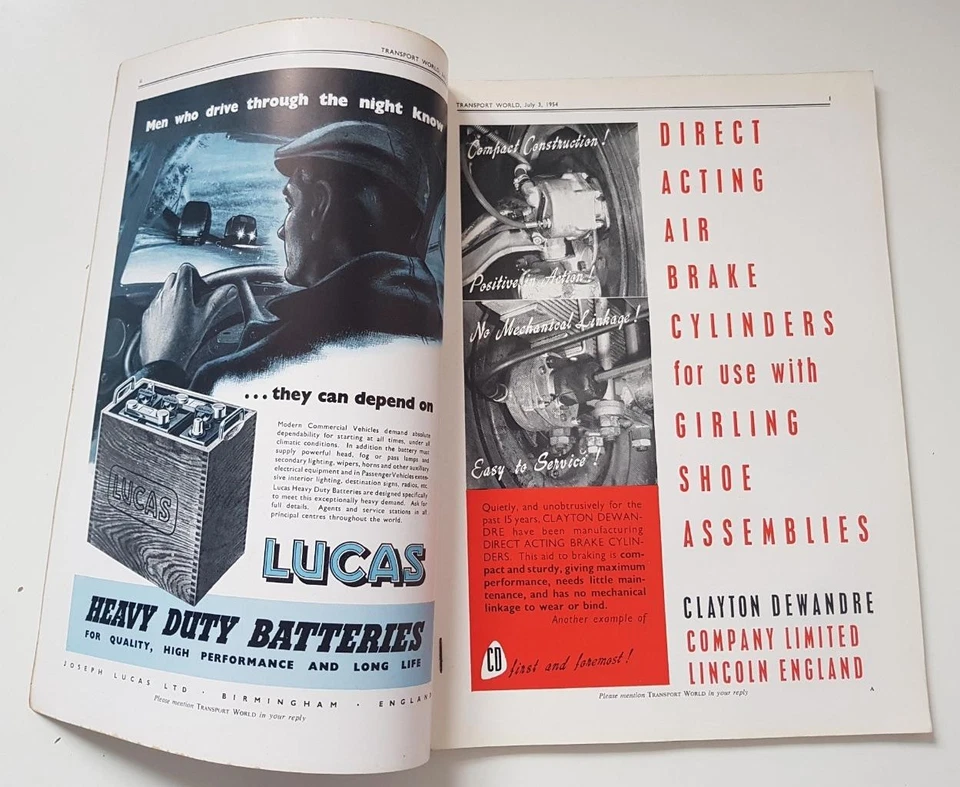 TRANSPORT WORLD,
Men who drive through the night know
...they can depend on
Modern Commercial Vehicles demand absolute
dependability for starting at all times, under all
climatic conditions. In addition the battery must
supply powerful head, fog or pass lamps and
secondary lighting, wipers, horns and other auxiliary
electrical equipment and in Passenger Vehicles exten-
sive interior lighting, destination signs, radios, etc.
Lucas Heavy Duty Batteries are designed specifically
to meet this exceptionally heavy demand. Ask for
full details. Agents and service stations in all
principal centres throughout the world.
LUCAS
LUCAS
HEAVY DUTY BATTERIES
FOR QUALITY, HIGH PERFORMANCE AND LONG LIFE
JOSEPH LUCAS LTD · BIRMINGHAM · ENGLAND
Please mention TRANSPORT WORLD in your reply
TRANSPORT WORLD, July 3, 1954
1
Compact Construction!
Positive in Action!
No Mechanical Linkage!
Easy to Service!
Quietly, and unobtrusively for the
past 15 years, CLAYTON DEWAN-
DRE have been manufacturing
DIRECT ACTING BRAKE CYLIN-
DERS. This aid to braking is com-
pact and sturdy, giving maximum
performance, needs little main-
tenance, and has no mechanical
linkage to wear or bind.
Another example of
CD first and foremost!
DIRECT
ACTING
AIR
BRAKE
CYLINDERS
for use with
GIRLING
SHOE
ASSEMBLIES
CLAYTON DEWANDRE
COMPANY LIMITED
LINCOLN ENGLAND
Please mention TRANSPORT WORLD in your reply
A